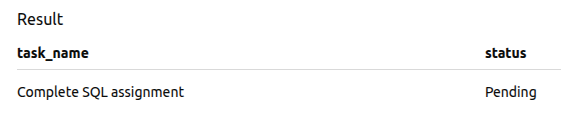 Result
task_name status
Complete SQL assignment Pending